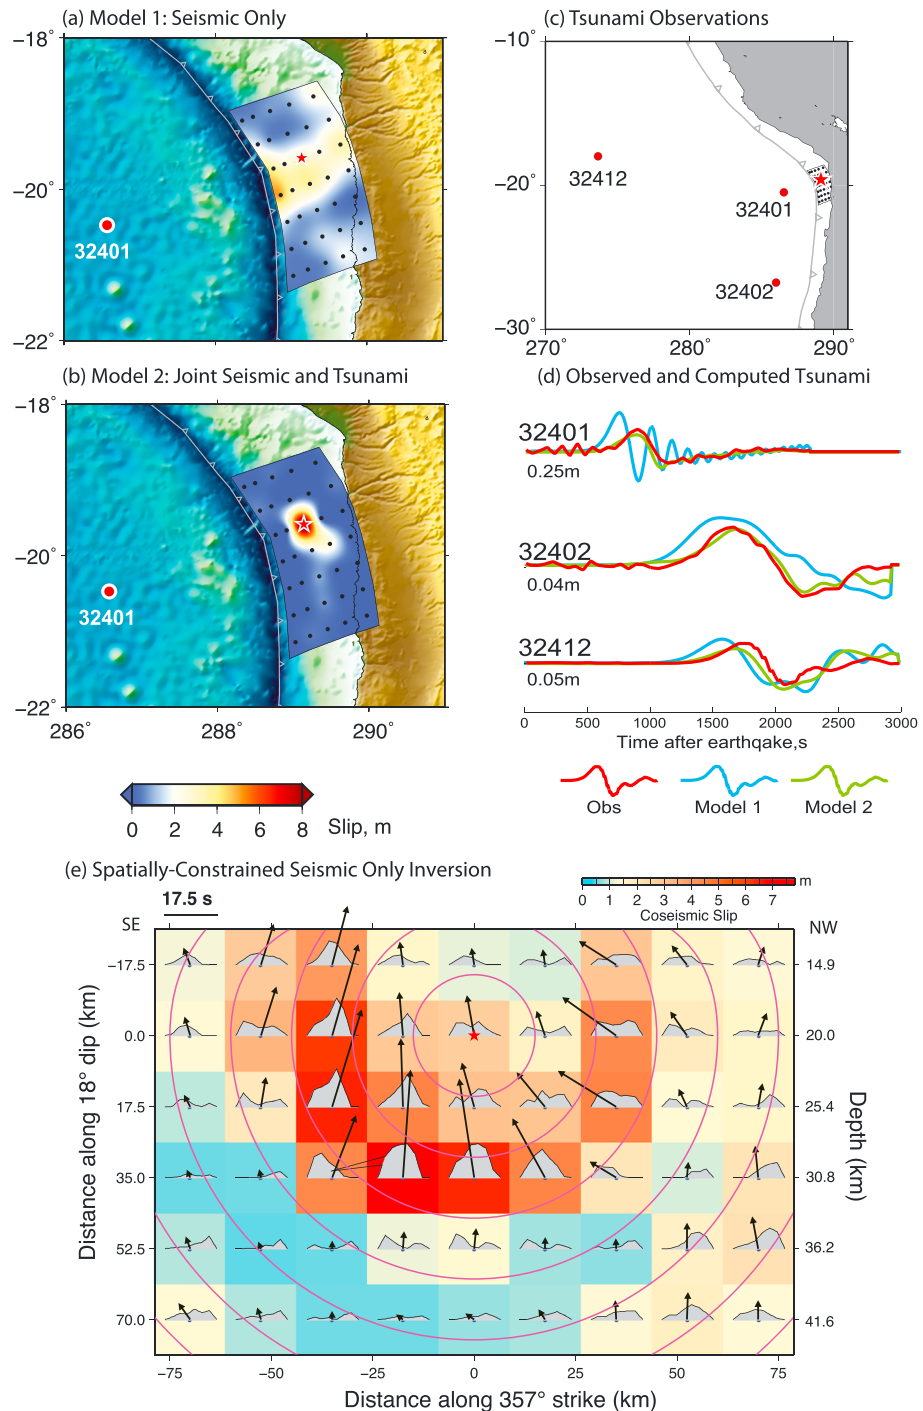 (a) Model 1: Seismic Only
−18°
−20°
−22°
32401
(c) Tsunami Observations
−10°
−20°
−30°
32412
32401
32402
270°
280°
290°
(b) Model 2: Joint Seismic and Tsunami
−18°
−20°
−22°
32401
286°
288°
290°
(d) Observed and Computed Tsunami
32401
0.25m
32402
0.04m
32412
0.05m
0 500 1000 1500 2000 2500 3000
Time after earthqake,s
Obs Model 1 Model 2
0 2 4 6 8 Slip, m
(e) Spatially-Constrained Seismic Only Inversion
17.5 s
m
0 1 2 3 4 5 6 7
Coseismic Slip
SE
NW
−17.5 14.9
0.0 20.0
17.5 25.4
35.0 30.8
52.5 36.2
70.0 41.6
Distance along 18° dip (km)
Depth (km)
−75 −50 −25 0 25 50 75
Distance along 357° strike (km)